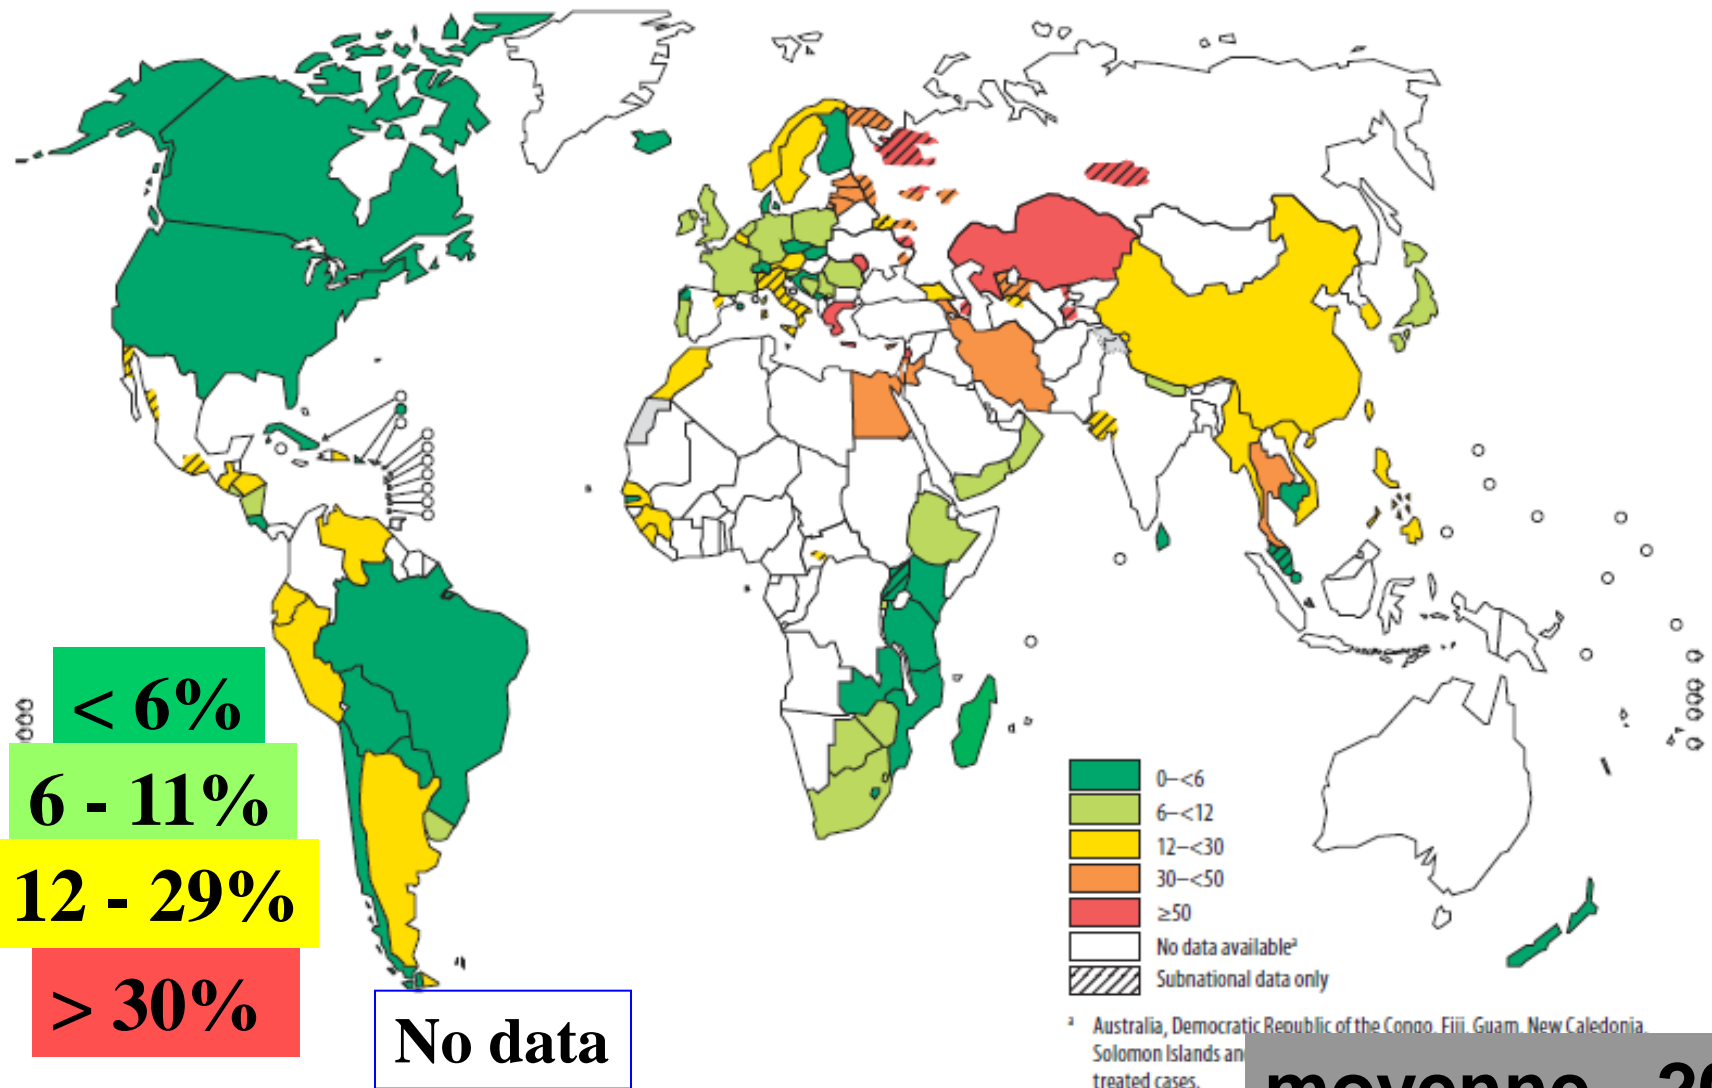 < 6%
6 - 11%
12 - 29%
> 30%
No data
0–<6
6–<12
12–<30
30–<50
≥50
No data availableª
Subnational data only
ª Australia, Democratic Republic of the Congo, Fiji, Guam, New Caledonia,
Solomon Islands an
treated cases.
moyenne